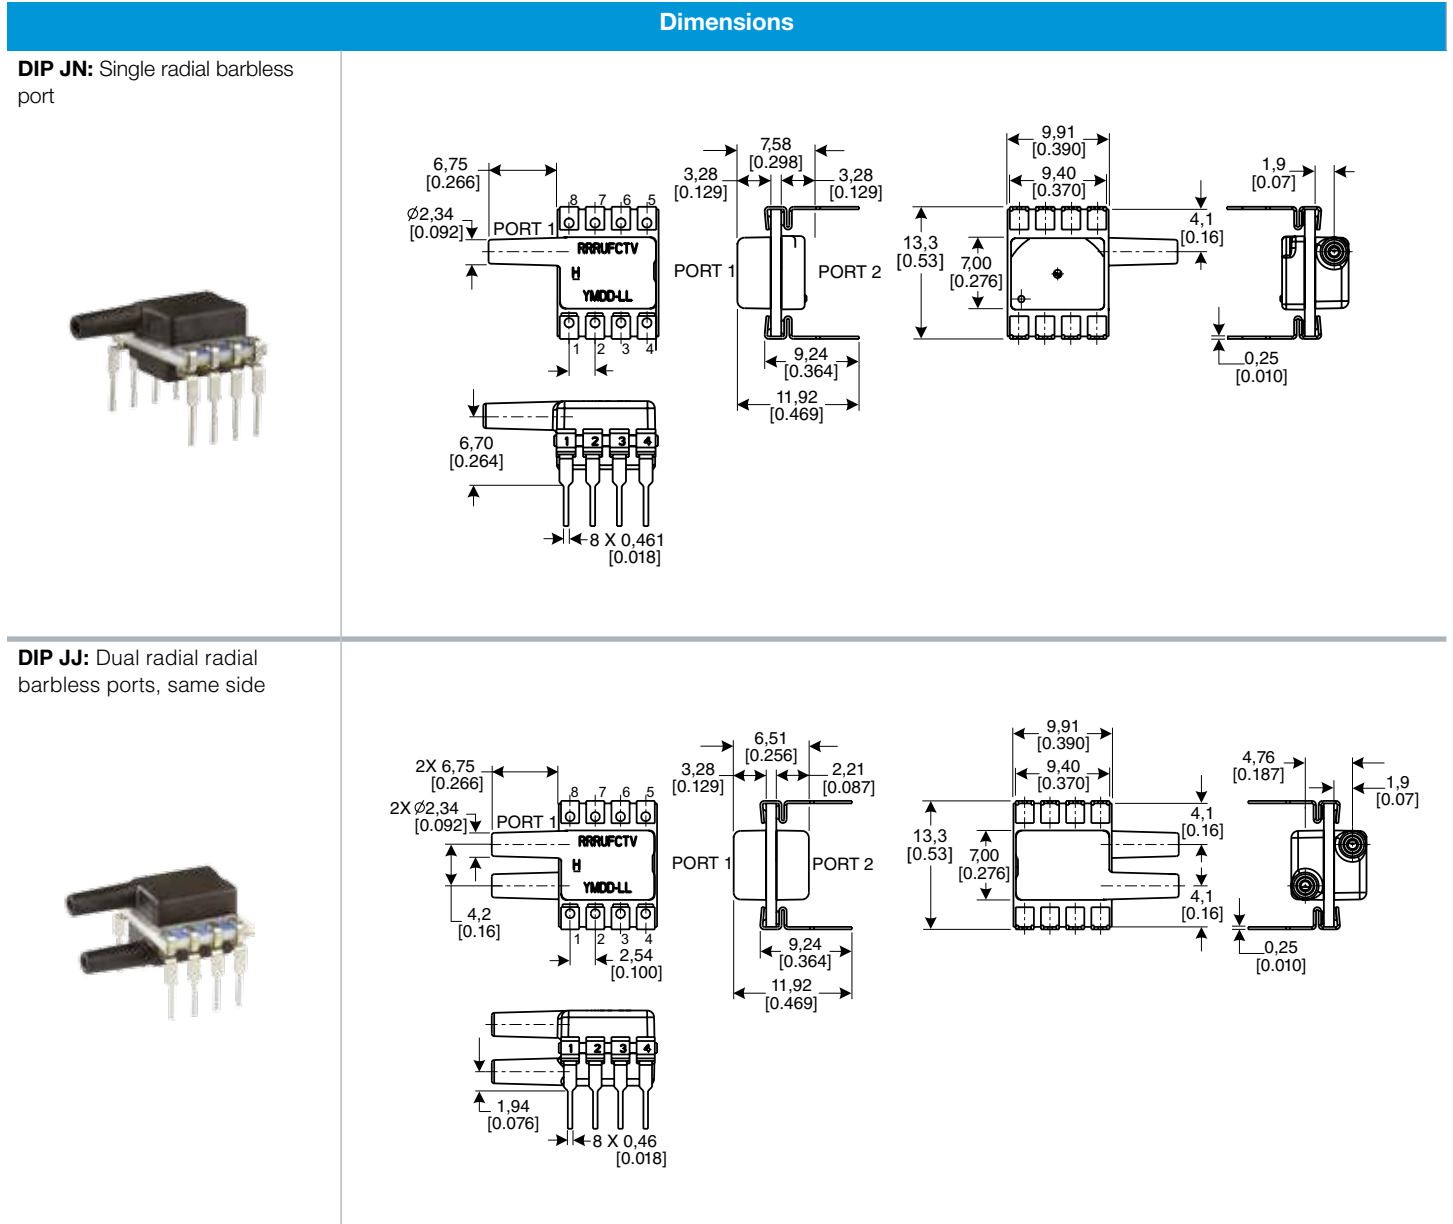 Dimensions
DIP JN: Single radial barbless
port
6,75
[0.266]
Ø2,34
[0.092]
PORT 1
8 7 6 5
RRRUFCTV
H
YMDD-LL
1 2 3 4
6,70
[0.264]
1 2 3 4
8 X 0,461
[0.018]
7,58
[0.298]
3,28
[0.129]
3,28
[0.129]
PORT 1
PORT 2
9,24
[0.364]
11,92
[0.469]
9,91
[0.390]
9,40
[0.370]
13,3
[0.53]
7,00
[0.276]
4,1
[0.16]
1,9
[0.07]
0,25
[0.010]
DIP JJ: Dual radial radial
barbless ports, same side
2X 6,75
[0.266]
2X Ø2,34
[0.092]
PORT 1
8 7 6 5
RRRUFCTV
H
YMDD-LL
1 2 3 4
4,2
[0.16]
2,54
[0.100]
1 2 3 4
1,94
[0.076]
8 X 0,46
[0.018]
6,51
[0.256]
3,28
[0.129]
2,21
[0.087]
PORT 1
PORT 2
9,24
[0.364]
11,92
[0.469]
9,91
[0.390]
9,40
[0.370]
13,3
[0.53]
7,00
[0.276]
4,1
[0.16]
4,1
[0.16]
4,76
[0.187]
1,9
[0.07]
0,25
[0.010]